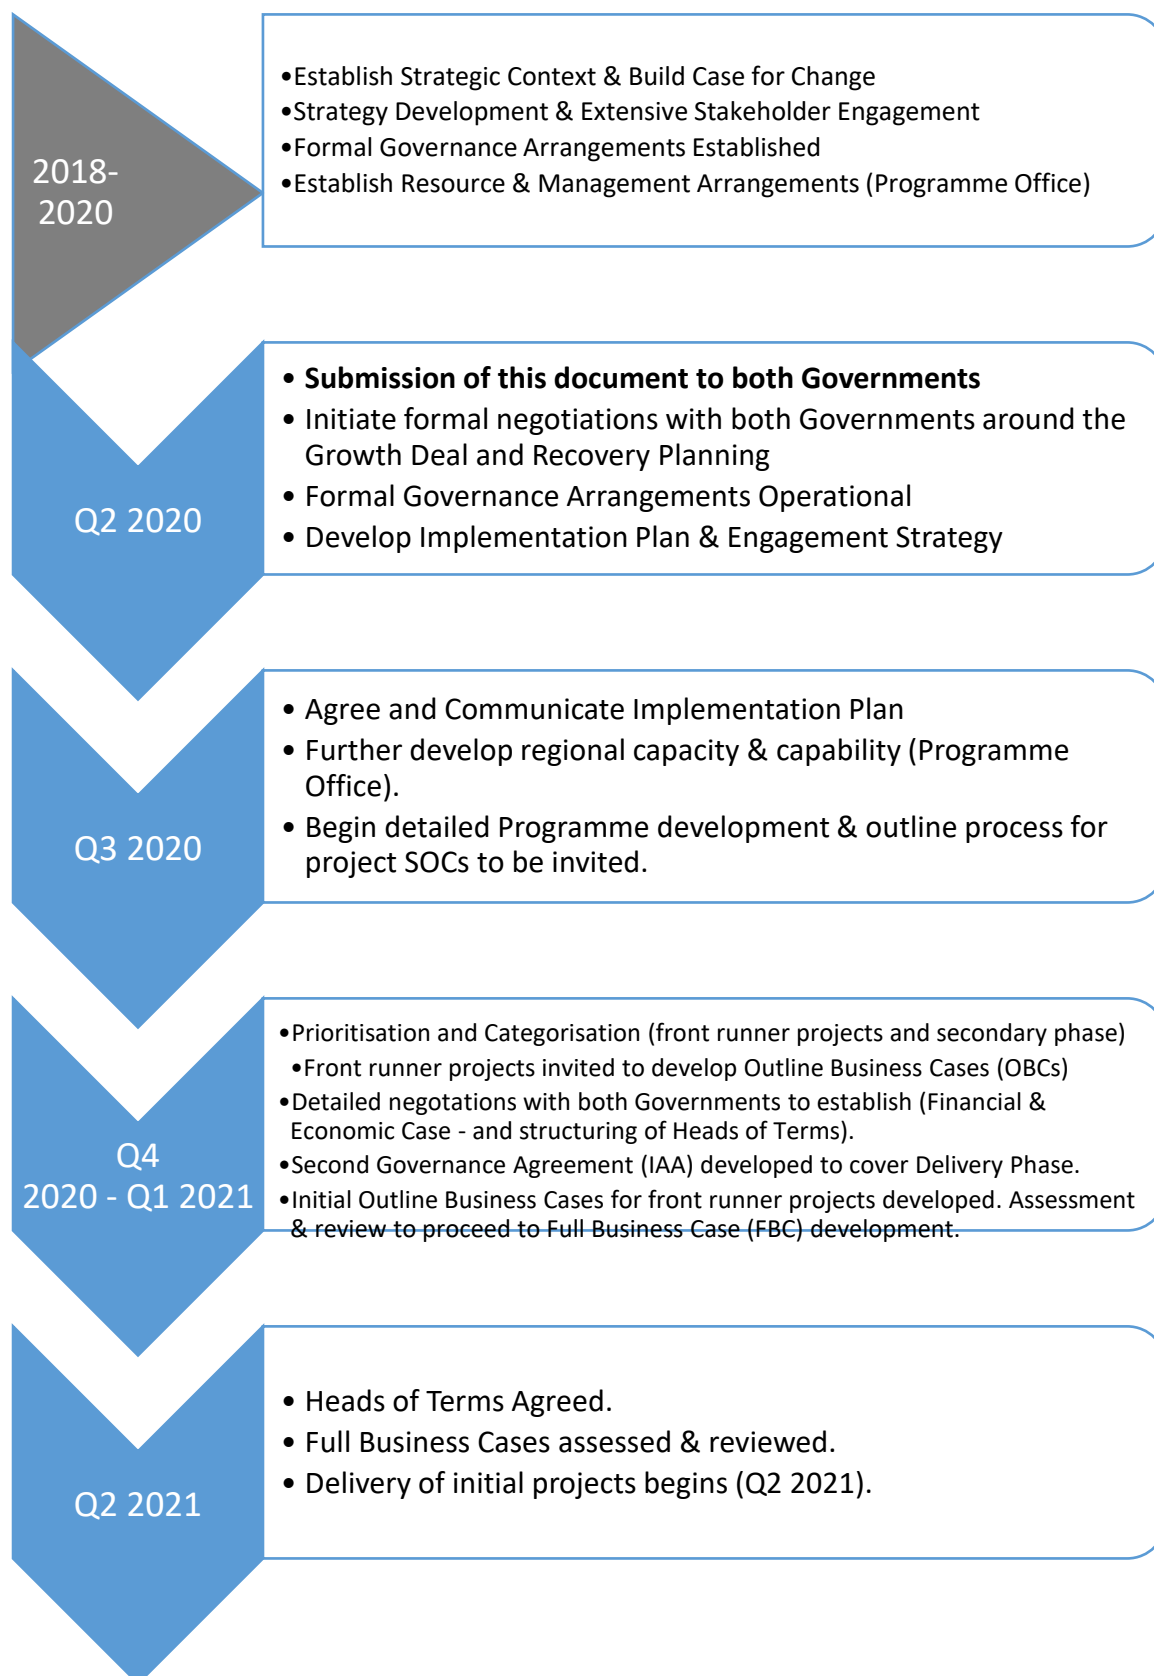 2018-
2020
•Establish Strategic Context & Build Case for Change
•Strategy Development & Extensive Stakeholder Engagement
•Formal Governance Arrangements Established
•Establish Resource & Management Arrangements (Programme Office)
Q2 2020
• Submission of this document to both Governments
• Initiate formal negotiations with both Governments around the
Growth Deal and Recovery Planning
• Formal Governance Arrangements Operational
• Develop Implementation Plan & Engagement Strategy
Q3 2020
• Agree and Communicate Implementation Plan
• Further develop regional capacity & capability (Programme
Office).
• Begin detailed Programme development & outline process for
project SOCs to be invited.
Q4
2020 - Q1 2021
•Prioritisation and Categorisation (front runner projects and secondary phase)
•Front runner projects invited to develop Outline Business Cases (OBCs)
•Detailed negotations with both Governments to establish (Financial &
Economic Case - and structuring of Heads of Terms).
•Second Governance Agreement (IAA) developed to cover Delivery Phase.
•Initial Outline Business Cases for front runner projects developed. Assessment
& review to proceed to Full Business Case (FBC) development.
Q2 2021
• Heads of Terms Agreed.
• Full Business Cases assessed & reviewed.
• Delivery of initial projects begins (Q2 2021).